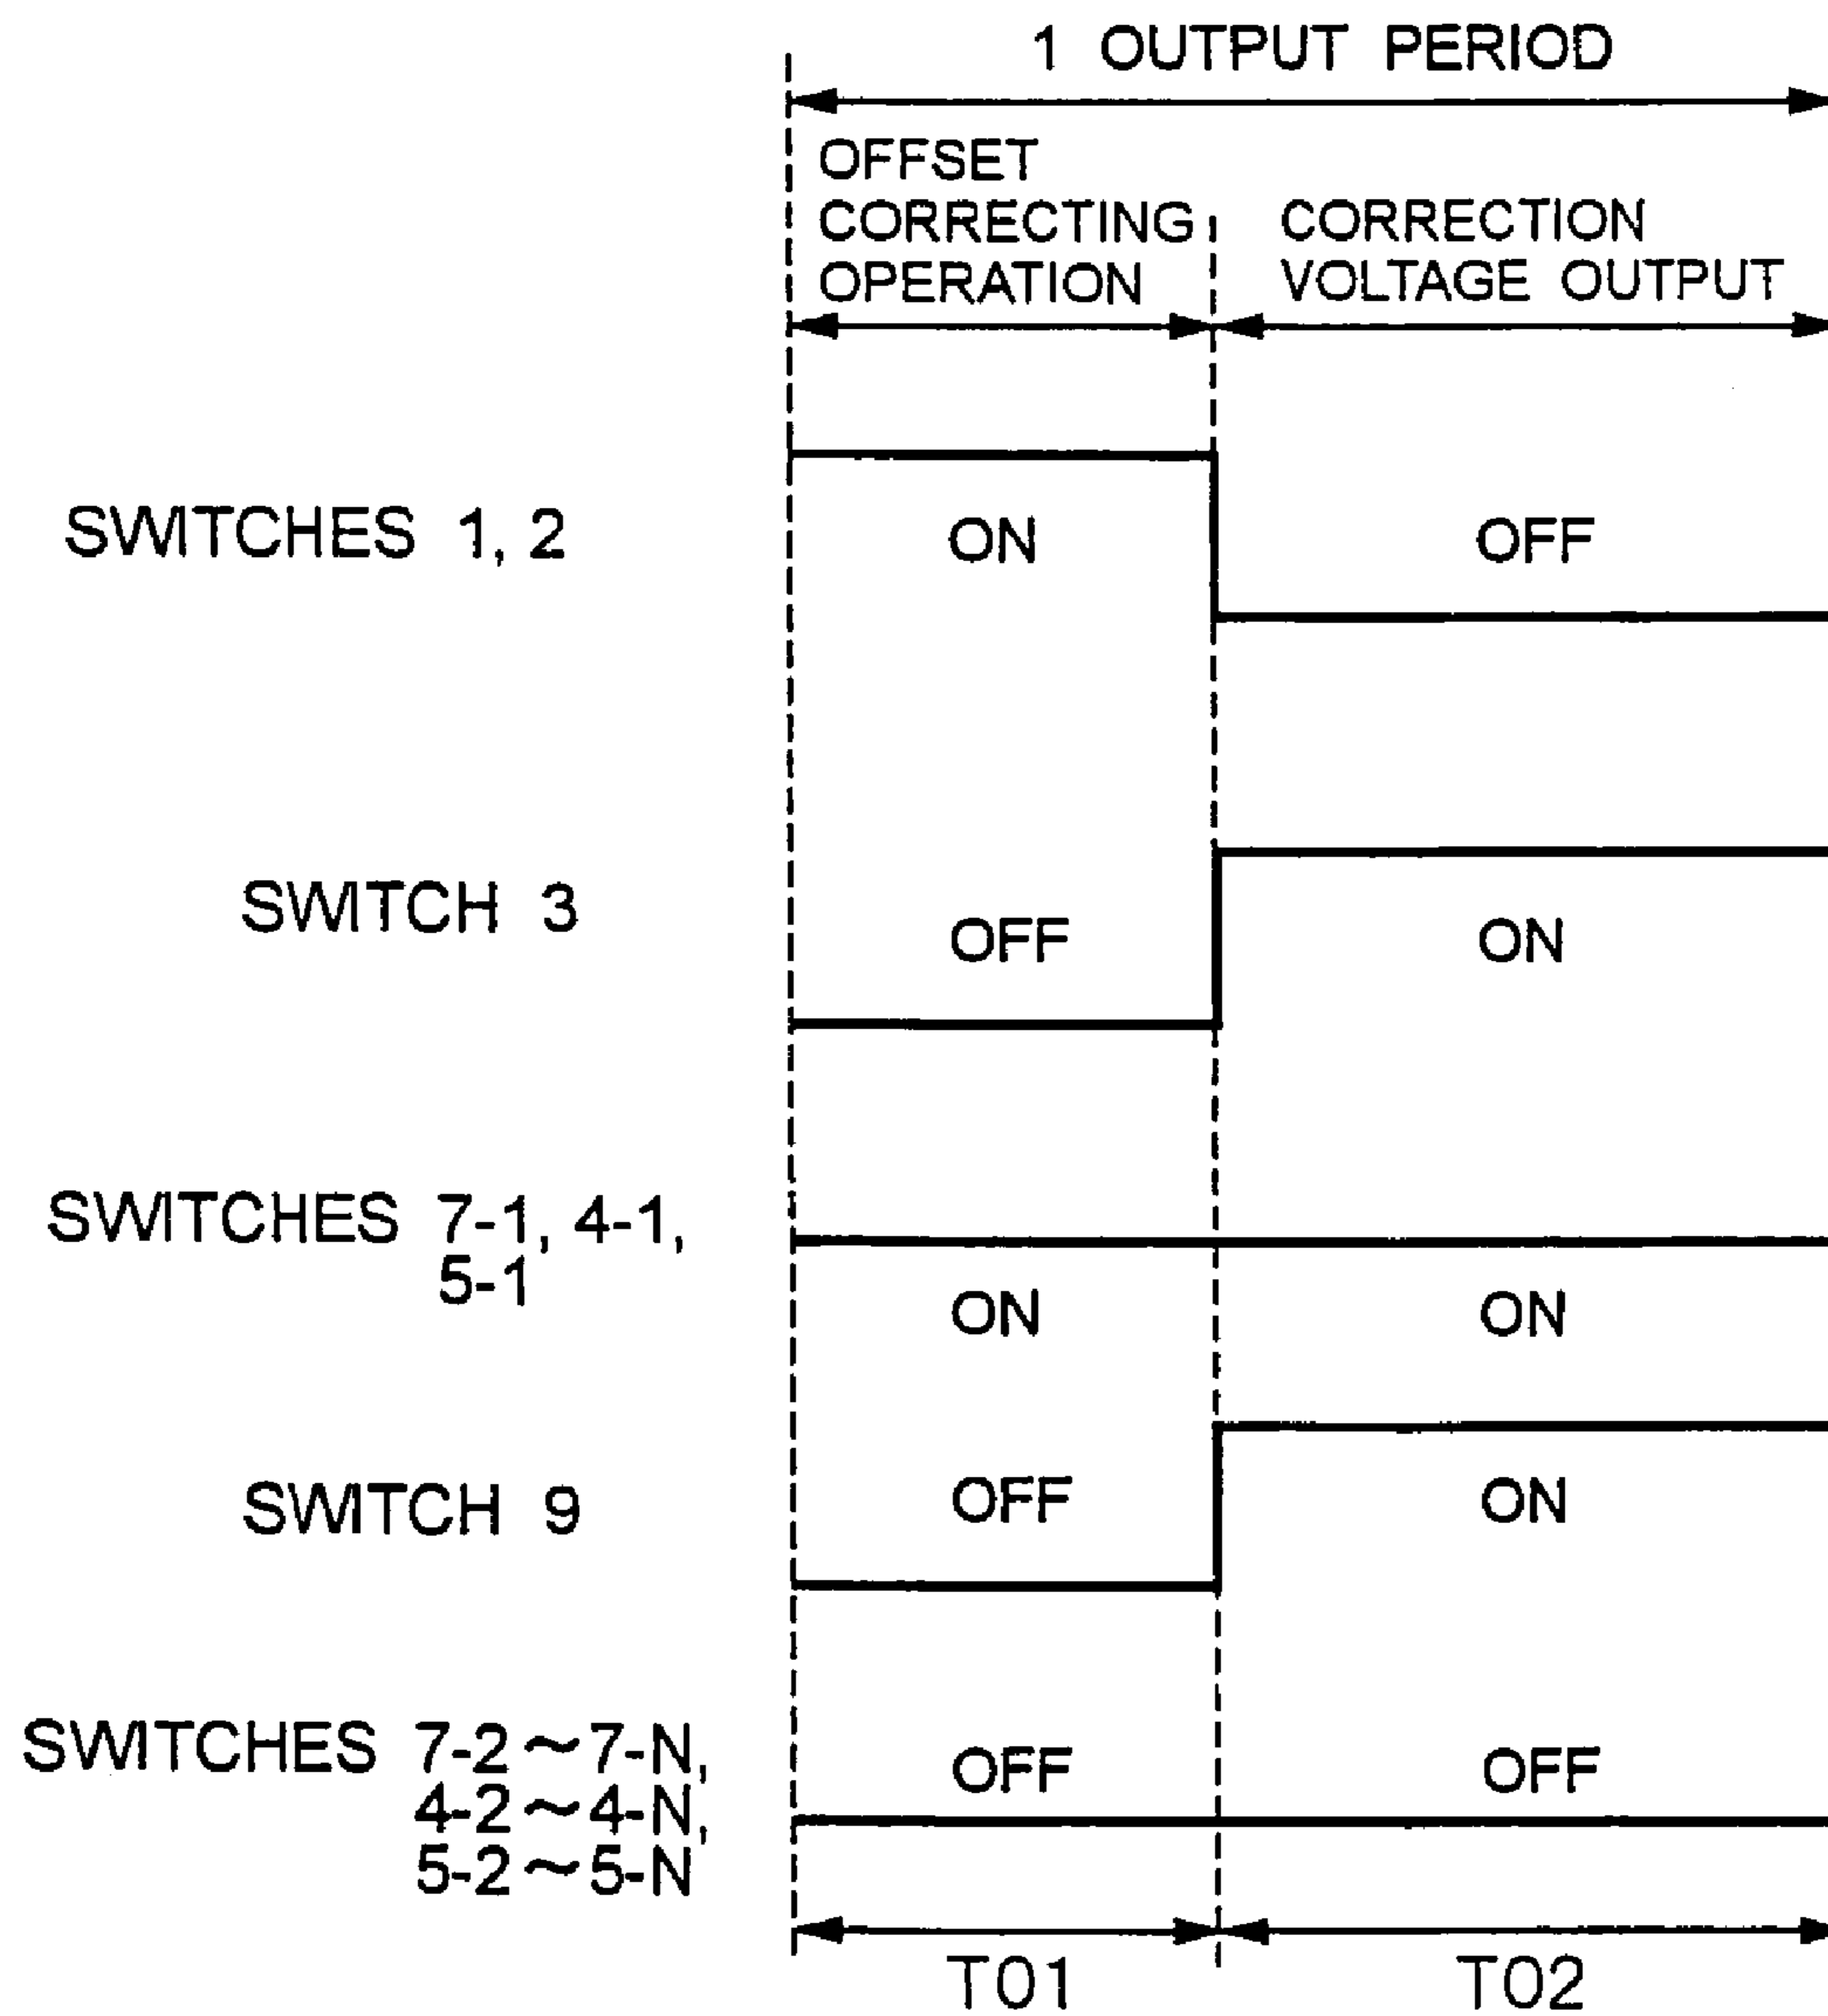 1 OUTPUT PERIOD
OFFSET
CORRECTING
OPERATION
CORRECTION
VOLTAGE OUTPUT
SWITCHES 1, 2
ON
OFF
SWITCH 3
OFF
ON
SWITCHES 7-1, 4-1,
5-1
ON
ON
SWITCH 9
OFF
ON
SWITCHES 7-2~7-N,
4-2~4-N,
5-2~5-N
OFF
OFF
TO1
TO2